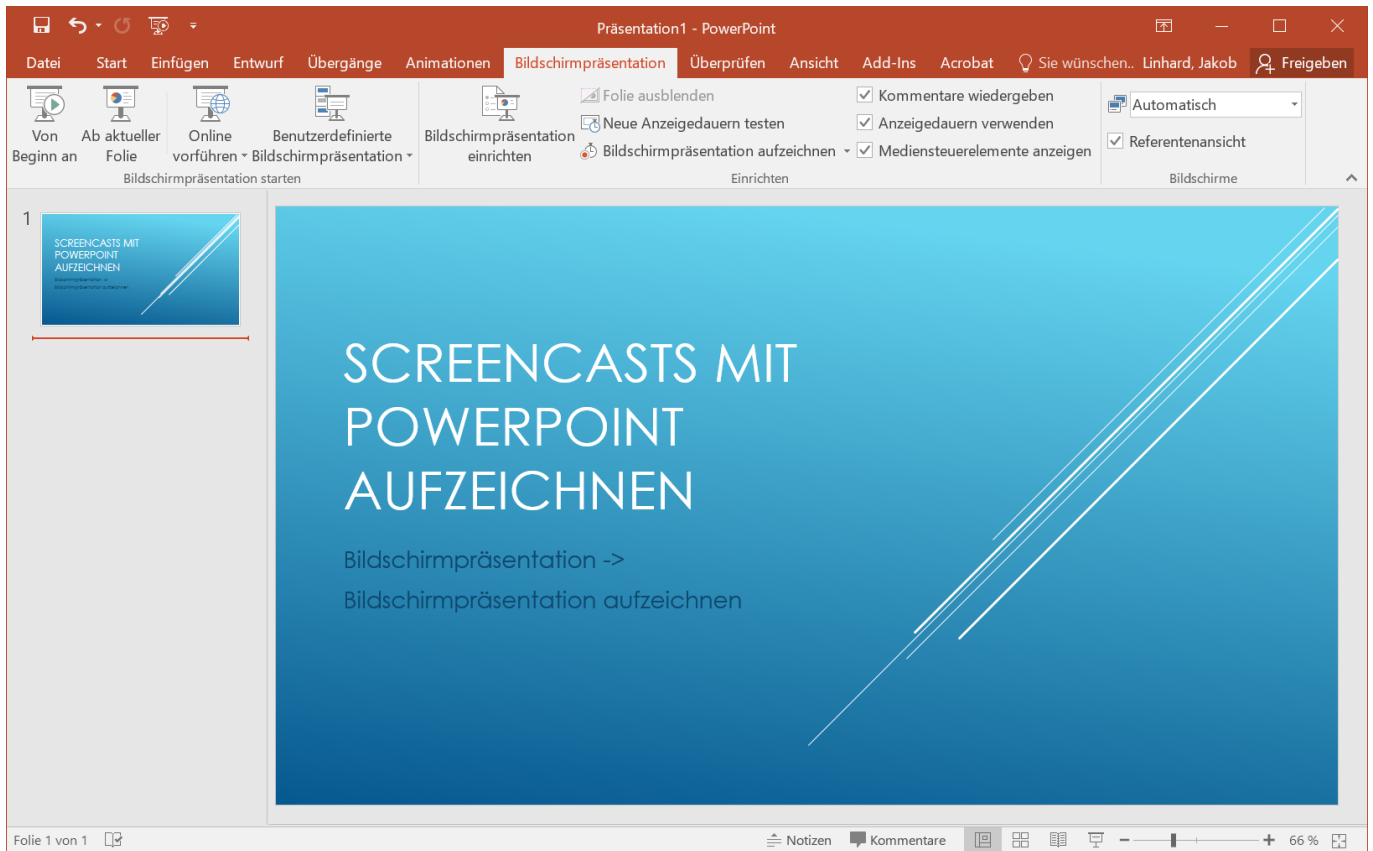 Präsentation1 - PowerPoint
Datei Start Einfügen Entwurf Übergänge Animationen Bildschirmpräsentation Überprüfen Ansicht Add-Ins Acrobat Sie wünschen.. Linhard, Jakob Freigeben
Von Beginn an
Ab aktueller Folie
Online vorführen
Benutzerdefinierte Bildschirmpräsentation
Bildschirmpräsentation starten
Bildschirmpräsentation einrichten
Folie ausblenden
Neue Anzeigedauern testen
Bildschirmpräsentation aufzeichnen
Kommentare wiedergeben
Anzeigedauern verwenden
Mediensteuerelemente anzeigen
Einrichten
Automatisch
Referentenansicht
Bildschirme
1
SCREENCASTS MIT
POWERPOINT
AUFZEICHNEN
Bildschirmpräsentation ->
Bildschirmpräsentation aufzeichnen
SCREENCASTS MIT
POWERPOINT
AUFZEICHNEN
Bildschirmpräsentation ->
Bildschirmpräsentation aufzeichnen
Folie 1 von 1 Notizen Kommentare 66 %